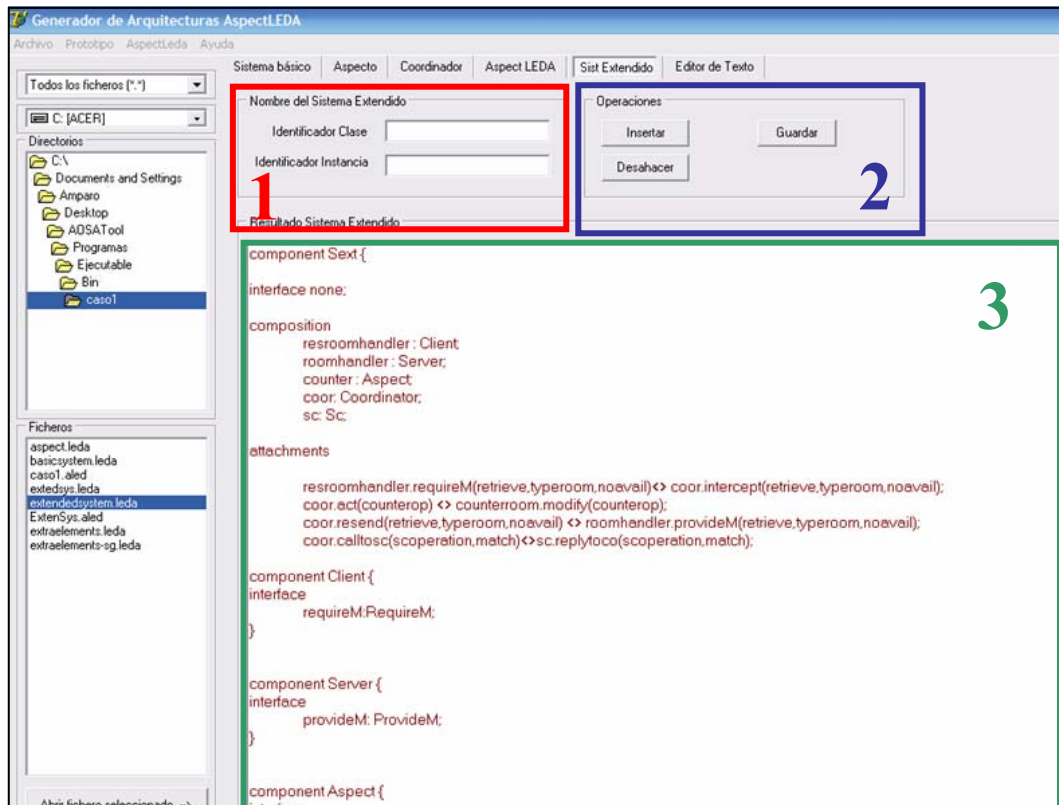 Generador de Arquitecturas AspectLEDA
Archivo Prototipo AspectLeda Ayuda
Todos los ficheros (*.*)
C: [ACER]
Directorios
C:\
Documents and Settings
Amparo
Desktop
AOSATool
Programas
Ejecutable
Bin
caso1
Ficheros
aspect.leda
basicsystem.leda
caso1.aled
extedsys.leda
extendedsystem.leda
ExtenSys.aled
extraelements.leda
extraelements-sg.leda
Abrir fichero seleccionado -->
Sistema básico Aspecto Coordinador Aspect LEDA Sist Extendido Editor de Texto
Nombre del Sistema Extendido
Identificador Clase
Identificador Instancia
1
Operaciones
Insertar Guardar
Desahacer
2
Resultado Sistema Extendido
3
component Sext {
interface none;
composition
resroomhandler : Client;
roomhandler : Server;
counter : Aspect;
coor: Coordinator;
sc: Sc;
attachments
resroomhandler.requireM(retrieve,typeroom,noavail)<> coor.intercept(retrieve,typeroom,noavail);
coor.act(counterop) <> counterroom.modify(counterop);
coor.resend(retrieve,typeroom,noavail) <> roomhandler.provideM(retrieve,typeroom,noavail);
coor.calltosc(scoperation,match)<>sc.replytoco(scoperation,match);
component Client {
interface
requireM:RequireM;
}
component Server {
interface
provideM: ProvideM;
}
component Aspect {